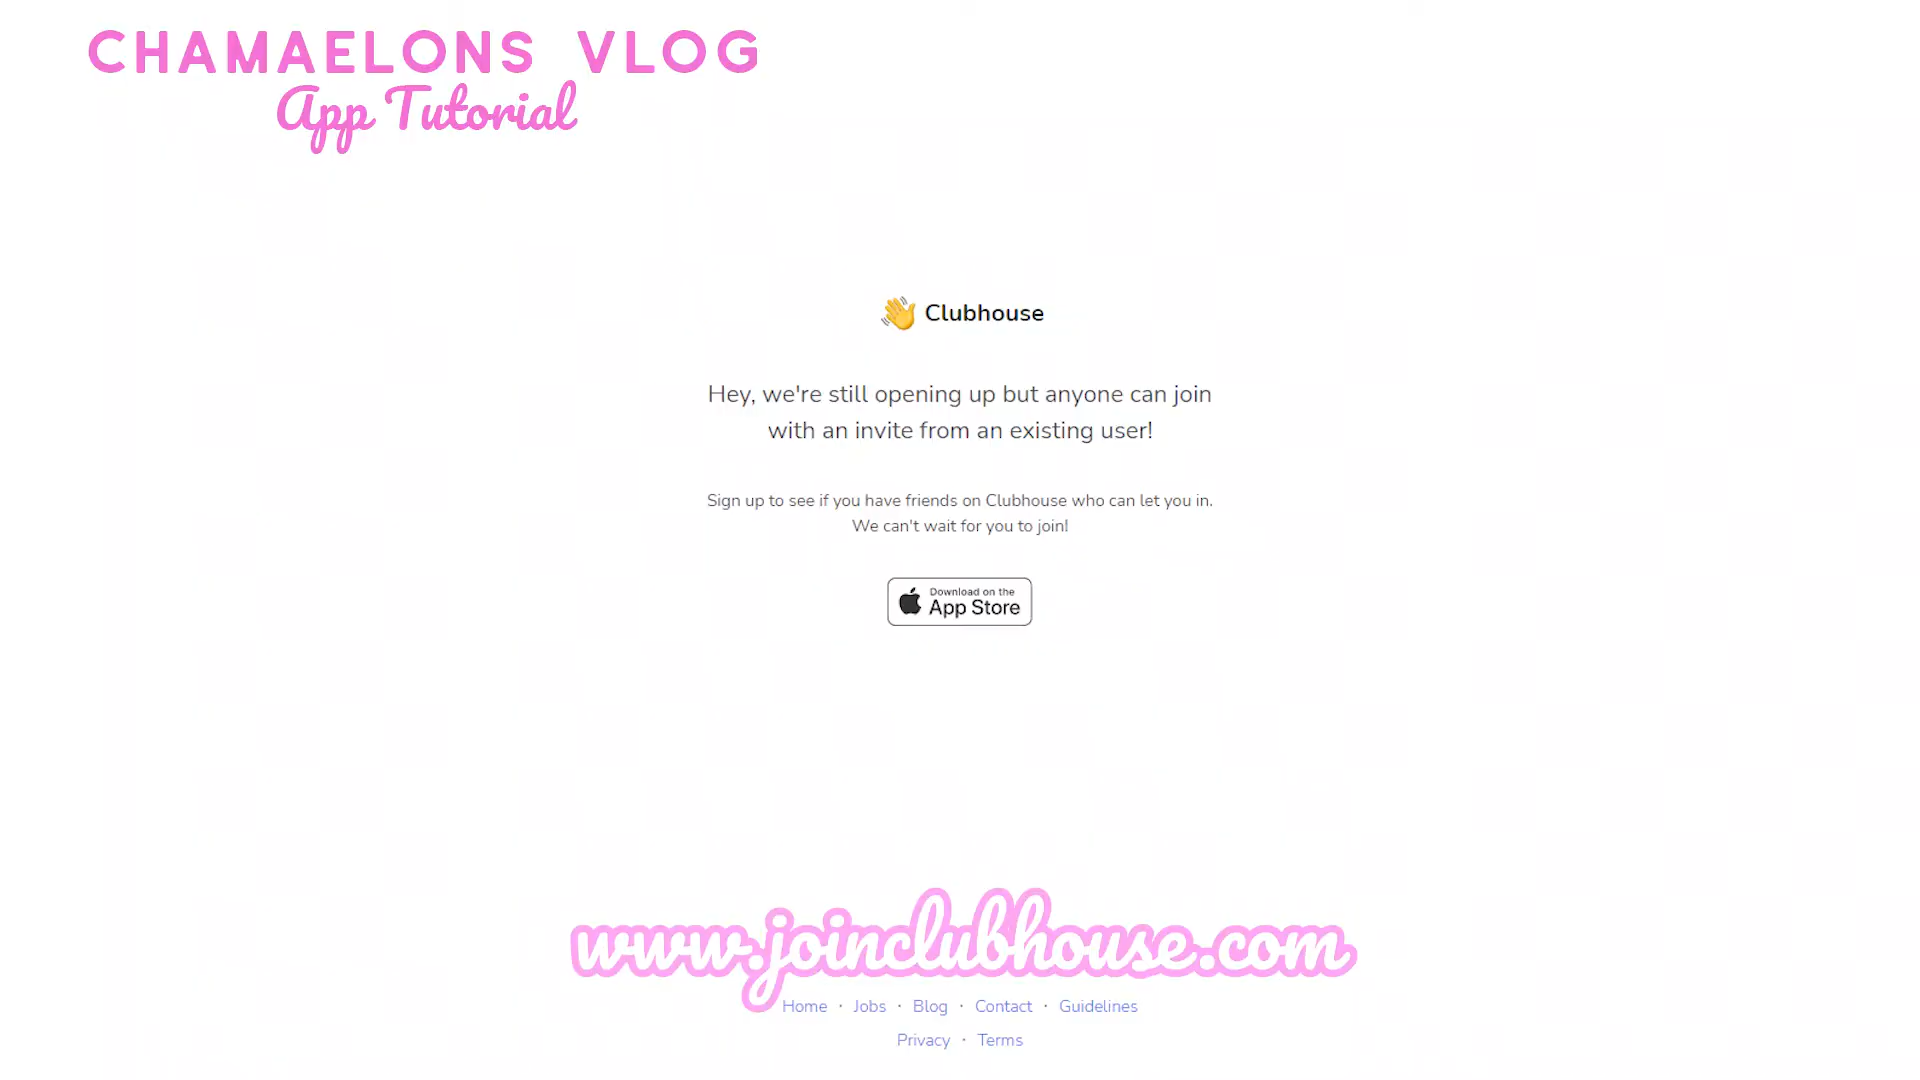 CHAMAELONS VLOG
App Tutorial
👋 Clubhouse
Hey, we're still opening up but anyone can join
with an invite from an existing user!
Sign up to see if you have friends on Clubhouse who can let you in.
We can't wait for you to join!
Download on the
App Store
www.joinclubhouse.com
Home · Jobs · Blog · Contact · Guidelines
Privacy · Terms